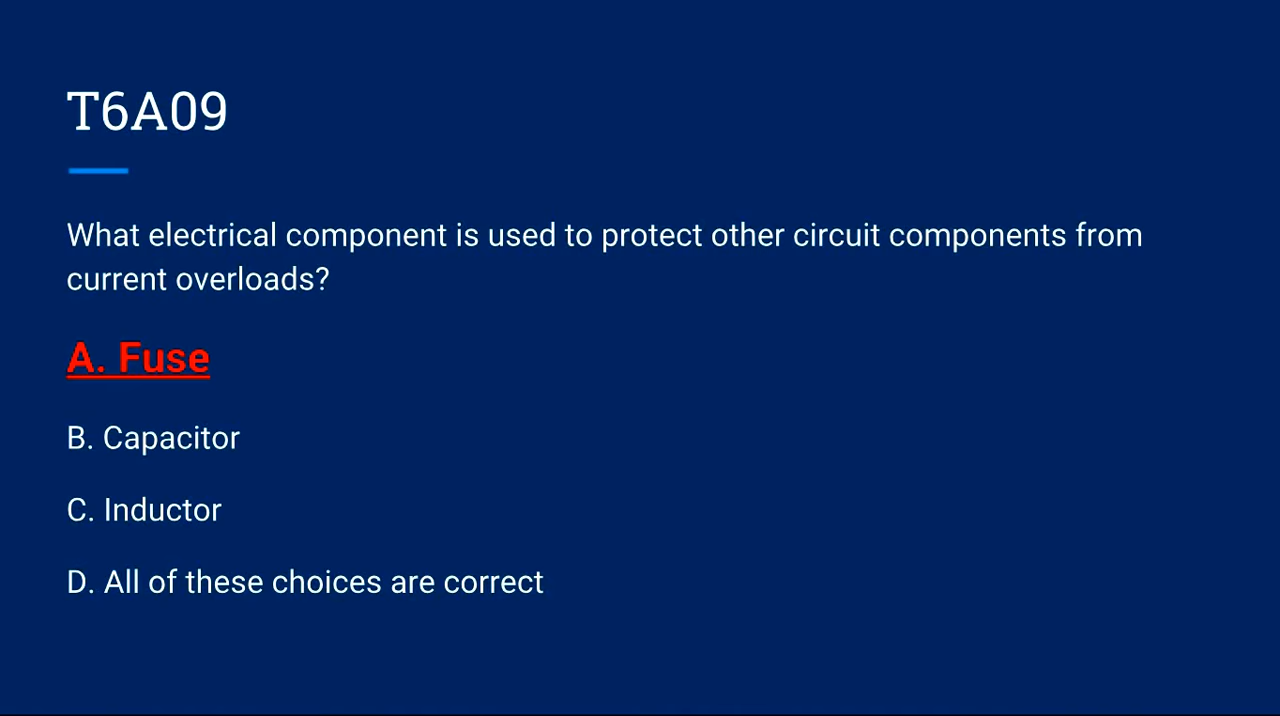 T6A09
What electrical component is used to protect other circuit components from
current overloads?
A. Fuse
B. Capacitor
C. Inductor
D. All of these choices are correct